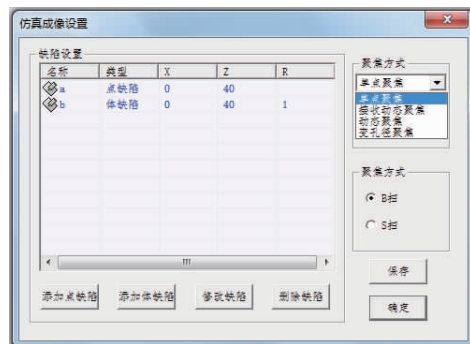 仿真成像设置
缺陷设置
名称 类型 X Z R
a 点缺陷 0 40
b 体缺陷 0 40 1
添加点缺陷 添加体缺陷 修改缺陷 删除缺陷
聚焦方式
单点聚焦
单点聚焦
接收动态聚焦
动态聚焦
变孔径聚焦
聚焦方式
B扫
S扫
保存
确定